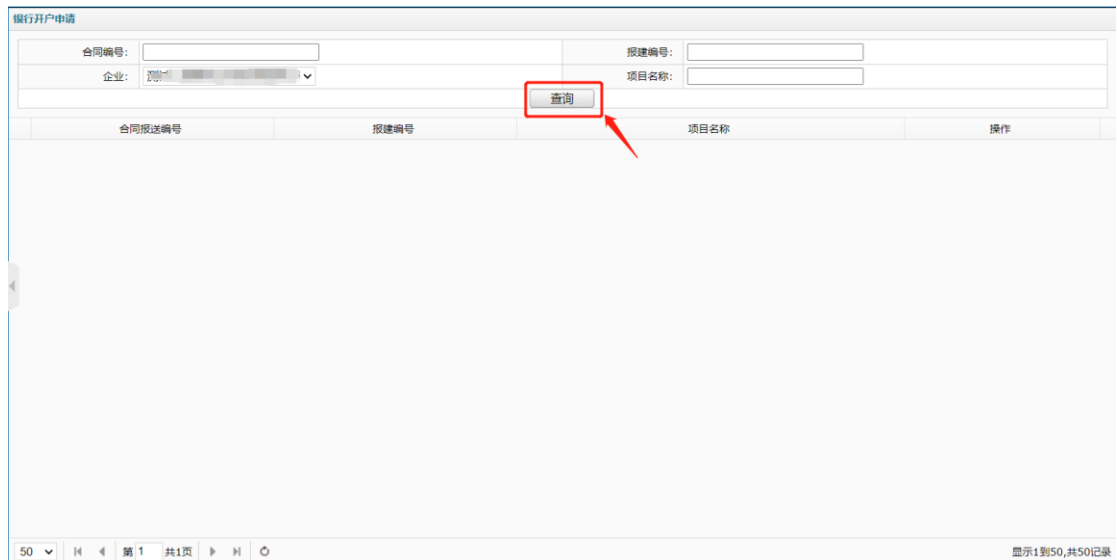 银行开户申请
合同编号: 报建编号:
企业: 项目名称:
查询
合同报送编号 报建编号 项目名称 操作
50 第 1 共1页 显示1到50,共50记录